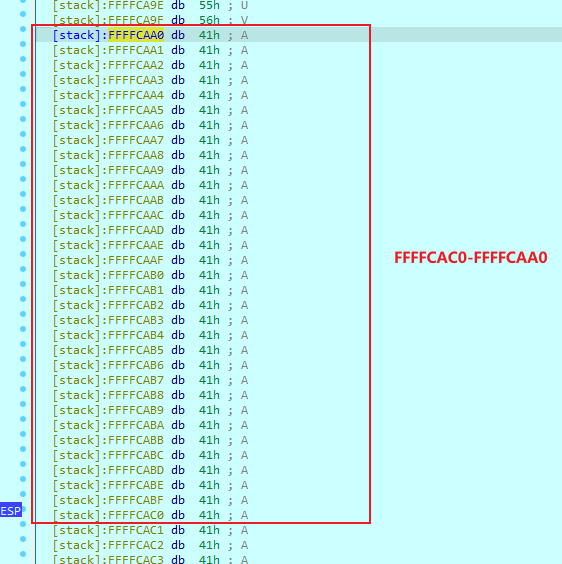 [stack]:FFFFCA9E db 55h ; U
[stack]:FFFFCA9F db 56h ; V
[stack]:FFFFCAA0 db 41h ; A
[stack]:FFFFCAA1 db 41h ; A
[stack]:FFFFCAA2 db 41h ; A
[stack]:FFFFCAA3 db 41h ; A
[stack]:FFFFCAA4 db 41h ; A
[stack]:FFFFCAA5 db 41h ; A
[stack]:FFFFCAA6 db 41h ; A
[stack]:FFFFCAA7 db 41h ; A
[stack]:FFFFCAA8 db 41h ; A
[stack]:FFFFCAA9 db 41h ; A
[stack]:FFFFCAAA db 41h ; A
[stack]:FFFFCAAB db 41h ; A
[stack]:FFFFCAAC db 41h ; A
[stack]:FFFFCAAD db 41h ; A
[stack]:FFFFCAAE db 41h ; A
[stack]:FFFFCAAF db 41h ; A
FFFFCAC0-FFFFCAA0
[stack]:FFFFCAB0 db 41h ; A
[stack]:FFFFCAB1 db 41h ; A
[stack]:FFFFCAB2 db 41h ; A
[stack]:FFFFCAB3 db 41h ; A
[stack]:FFFFCAB4 db 41h ; A
[stack]:FFFFCAB5 db 41h ; A
[stack]:FFFFCAB6 db 41h ; A
[stack]:FFFFCAB7 db 41h ; A
[stack]:FFFFCAB8 db 41h ; A
[stack]:FFFFCAB9 db 41h ; A
[stack]:FFFFCABA db 41h ; A
[stack]:FFFFCABB db 41h ; A
[stack]:FFFFCABC db 41h ; A
[stack]:FFFFCABD db 41h ; A
[stack]:FFFFCABE db 41h ; A
[stack]:FFFFCABF db 41h ; A
ESP
[stack]:FFFFCAC0 db 41h ; A
[stack]:FFFFCAC1 db 41h ; A
[stack]:FFFFCAC2 db 41h ; A
[stack]:FFFFCAC3 db 41h ; A